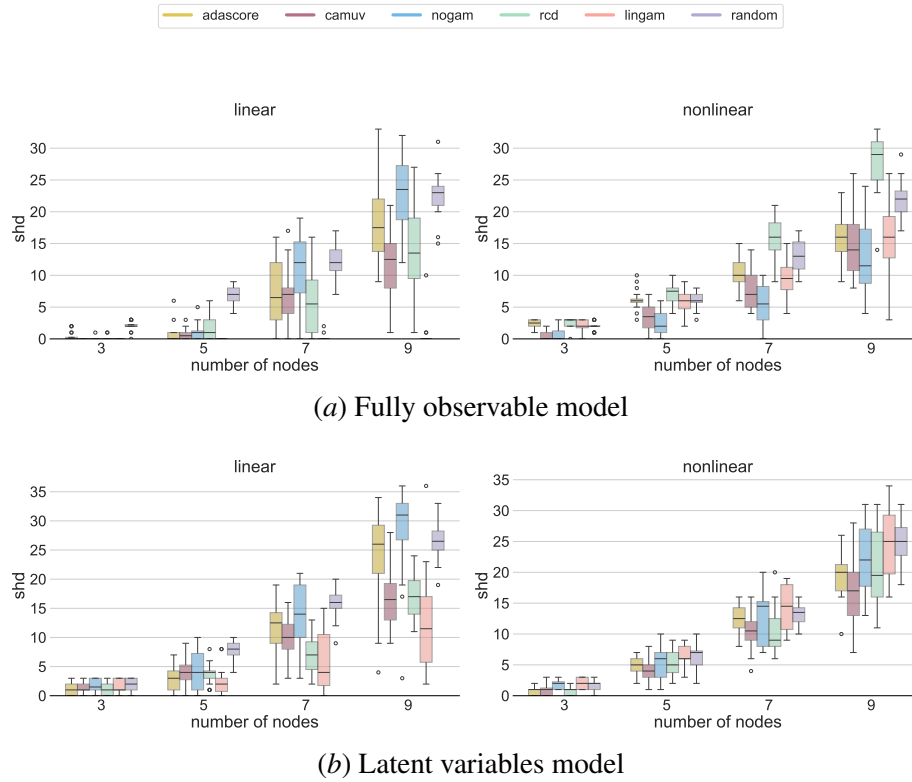 adascore camuv nogam rcd lingam random
linear
nonlinear
30
25
20
15
10
5
0
shd
3 5 7 9
number of nodes
30
25
20
15
10
5
0
shd
3 5 7 9
number of nodes
(a) Fully observable model
linear
nonlinear
35
30
25
20
15
10
5
0
shd
3 5 7 9
number of nodes
35
30
25
20
15
10
5
0
shd
3 5 7 9
number of nodes
(b) Latent variables model